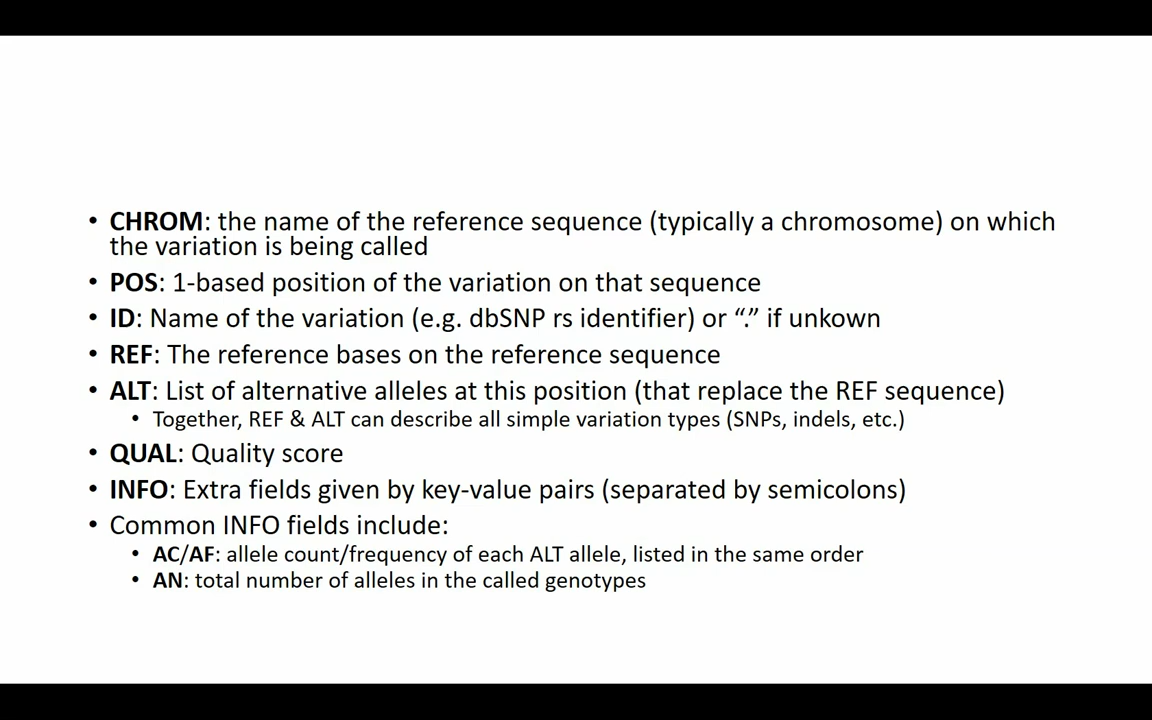 • CHROM: the name of the reference sequence (typically a chromosome) on which
the variation is being called
• POS: 1-based position of the variation on that sequence
• ID: Name of the variation (e.g. dbSNP rs identifier) or “.” if unkown
• REF: The reference bases on the reference sequence
• ALT: List of alternative alleles at this position (that replace the REF sequence)
• Together, REF & ALT can describe all simple variation types (SNPs, indels, etc.)
• QUAL: Quality score
• INFO: Extra fields given by key-value pairs (separated by semicolons)
• Common INFO fields include:
• AC/AF: allele count/frequency of each ALT allele, listed in the same order
• AN: total number of alleles in the called genotypes